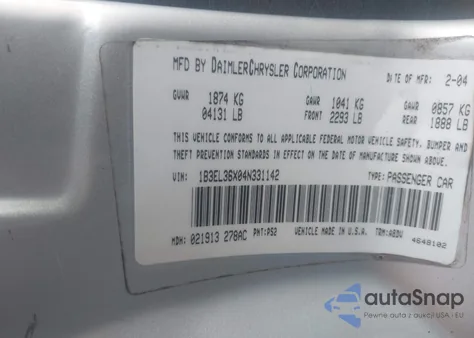 MFD BY DAIMLERCHRYSLER CORPORATION DATE OF MFR: 2-04
GVWR 1874 KG GAWR 1041 KG GAWR 0857 KG
04131 LB FRONT 2293 LB REAR 1888 LB
THIS VEHICLE CONFORMS TO ALL APPLICABLE FEDERAL MOTOR VEHICLE SAFETY, BUMPER AND
THEFT PREVENTION STANDARDS IN EFFECT ON THE DATE OF MANUFACTURE SHOWN ABOVE.
VIN: 1B3EL36X04N331142 TYPE: PASSENGER CAR
MDH: 021913 278AC PNT: PS2 VEHICLE MADE IN U.S.A. TRM: ABDV
4648102
autoSnap
Pewne auta z aukcji USA - EU